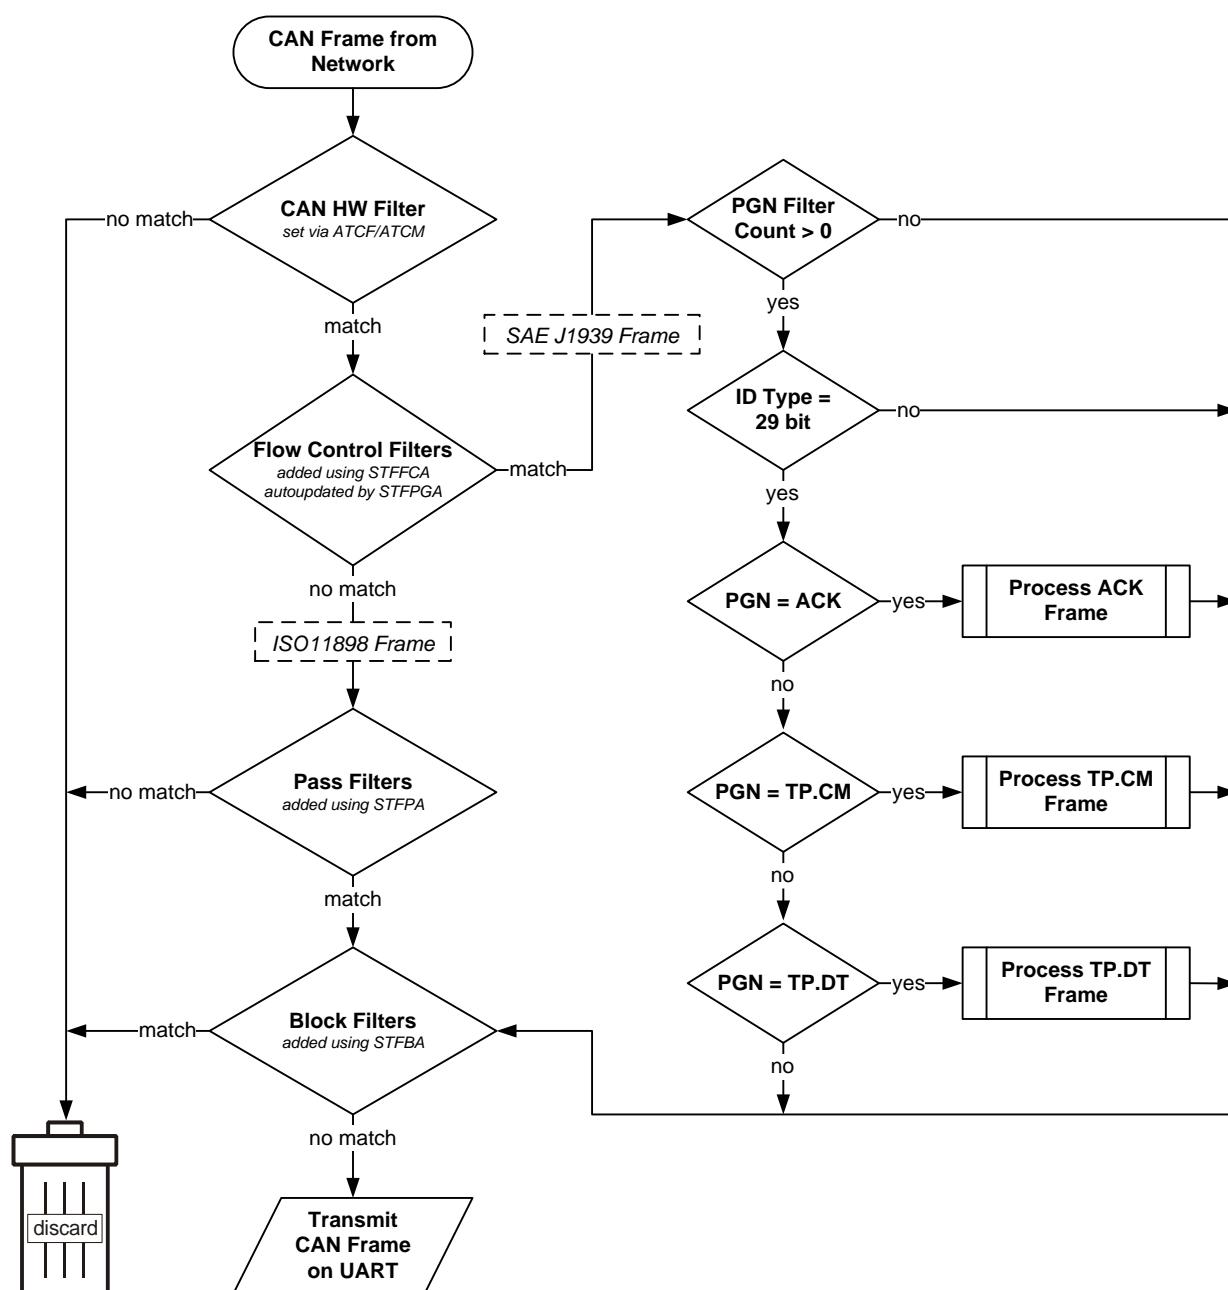 CAN Frame from
Network
CAN HW Filter
set via ATCF/ATCM
no match
match
Flow Control Filters
added using STFFCA
autoupdated by STFPGA
match
no match
ISO11898 Frame
SAE J1939 Frame
Pass Filters
added using STFPA
no match
match
Block Filters
added using STFBA
match
no match
discard
Transmit
CAN Frame
on UART
PGN Filter
Count > 0
no
yes
ID Type =
29 bit
no
yes
PGN = ACK
yes
Process ACK
Frame
no
PGN = TP.CM
yes
Process TP.CM
Frame
no
PGN = TP.DT
yes
Process TP.DT
Frame
no